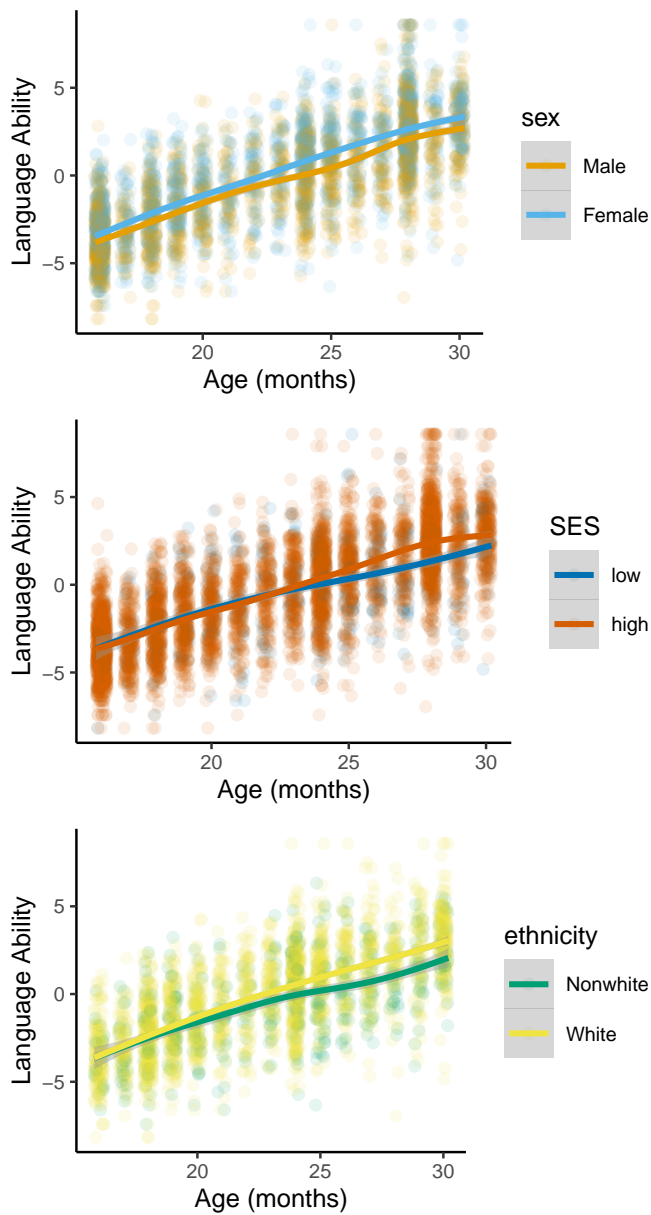 Language Ability
5
0
−5
20
25
30
Age (months)
sex
Male
Female
Language Ability
5
0
−5
20
25
30
Age (months)
SES
low
high
Language Ability
5
0
−5
20
25
30
Age (months)
ethnicity
Nonwhite
White